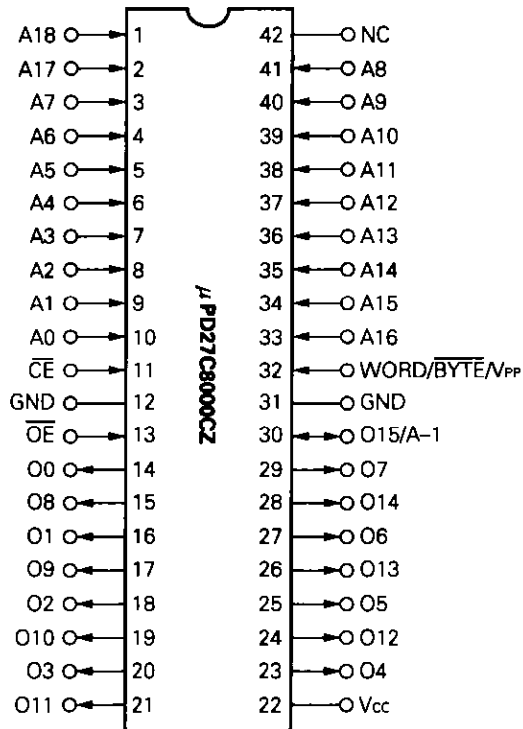 A18 1 42 NC
A17 2 41 A8
A7 3 40 A9
A6 4 39 A10
A5 5 38 A11
A4 6 37 A12
A3 7 36 A13
A2 8 35 A14
A1 9 34 A15
A0 10 33 A16
C̅E̅ 11 32 WORD/B̅Y̅T̅E̅/VPP
GND 12 31 GND
O̅E̅ 13 30 O15/A–1
O0 14 29 O7
O8 15 28 O14
O1 16 27 O6
O9 17 26 O13
O2 18 25 O5
O10 19 24 O12
O3 20 23 O4
O11 21 22 Vcc
μPD27C8000CZ